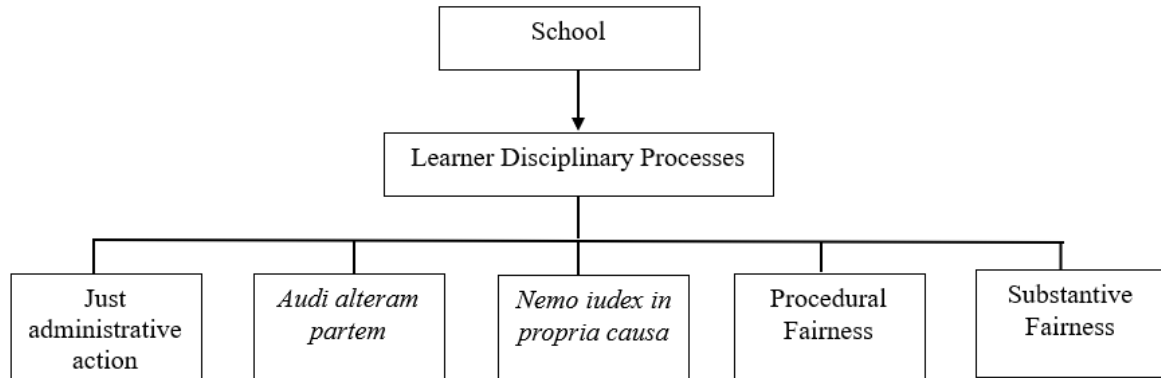 School
Learner Disciplinary Processes
Just
administrative
action
Audi alteram
partem
Nemo iudex in
propria causa
Procedural
Fairness
Substantive
Fairness